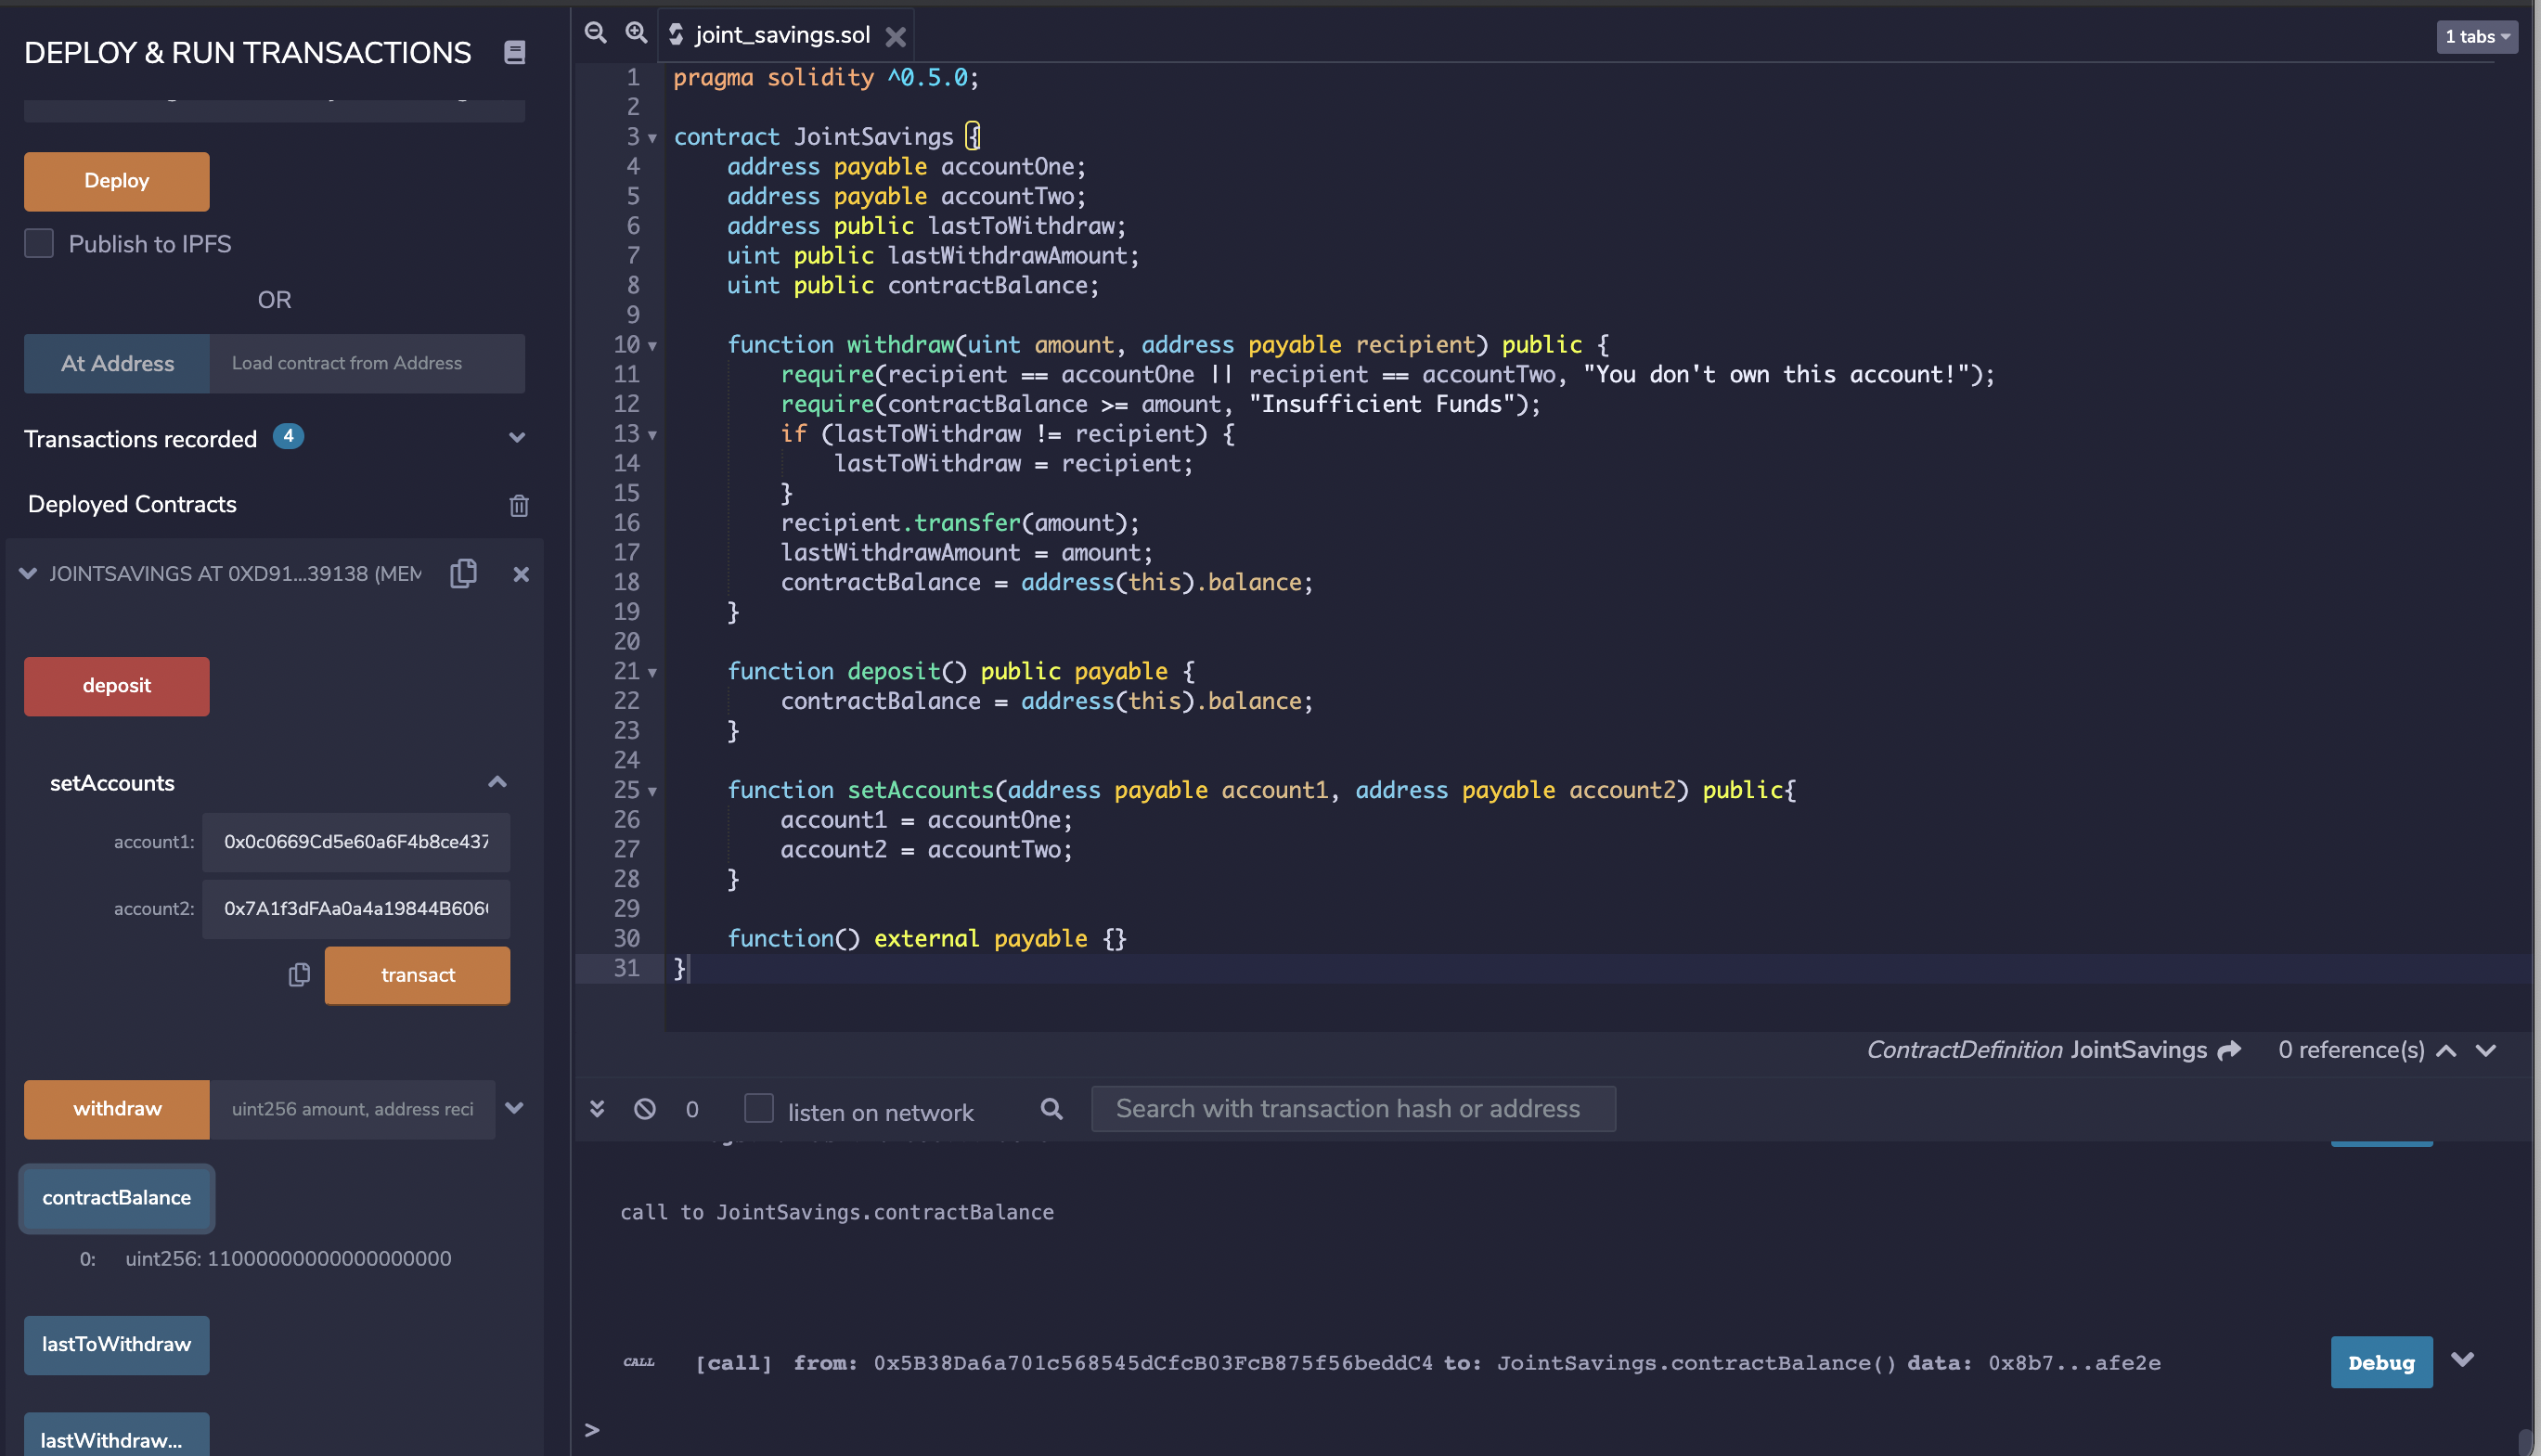 DEPLOY & RUN TRANSACTIONS
Deploy
Publish to IPFS
OR
At Address
Load contract from Address
Transactions recorded 4
Deployed Contracts
JOINTSAVINGS AT 0XD91...39138 (MEM
deposit
setAccounts
account1: 0x0c0669Cd5e60a6F4b8ce437
account2: 0x7A1f3dFAa0a4a19844B606
transact
withdraw
uint256 amount, address reci
contractBalance
0: uint256: 11000000000000000000
lastToWithdraw
lastWithdraw...
joint_savings.sol
1 tabs
1 pragma solidity ^0.5.0;
2
3 contract JointSavings {
4 address payable accountOne;
5 address payable accountTwo;
6 address public lastToWithdraw;
7 uint public lastWithdrawAmount;
8 uint public contractBalance;
9
10 function withdraw(uint amount, address payable recipient) public {
11 require(recipient == accountOne || recipient == accountTwo, "You don't own this account!");
12 require(contractBalance >= amount, "Insufficient Funds");
13 if (lastToWithdraw != recipient) {
14 lastToWithdraw = recipient;
15 }
16 recipient.transfer(amount);
17 lastWithdrawAmount = amount;
18 contractBalance = address(this).balance;
19 }
20
21 function deposit() public payable {
22 contractBalance = address(this).balance;
23 }
24
25 function setAccounts(address payable account1, address payable account2) public{
26 account1 = accountOne;
27 account2 = accountTwo;
28 }
29
30 function() external payable {}
31 }
ContractDefinition JointSavings 0 reference(s)
0
listen on network
Search with transaction hash or address
call to JointSavings.contractBalance
CALL [call] from: 0x5B38Da6a701c568545dCfcB03FcB875f56beddC4 to: JointSavings.contractBalance() data: 0x8b7...afe2e
Debug
>